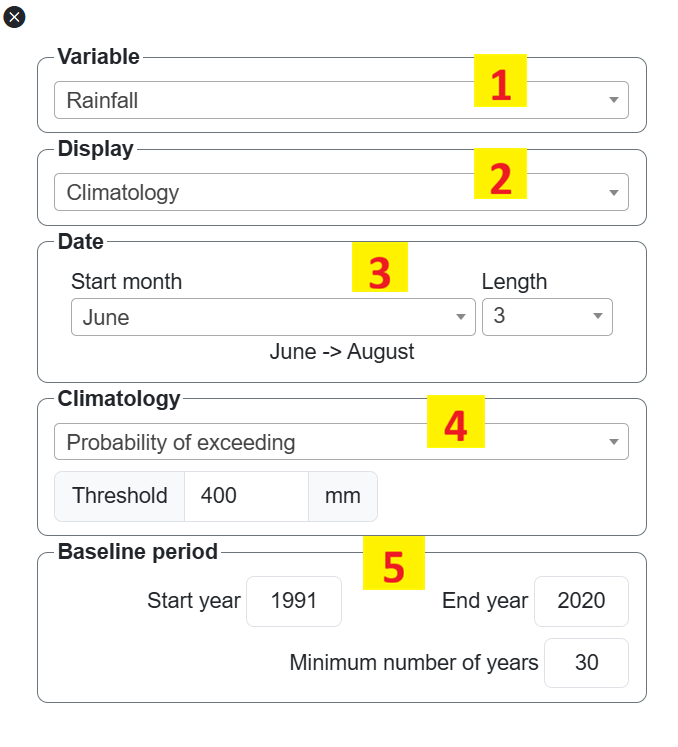 Variable
1
Rainfall
Display
2
Climatology
Date
3
Start month Length
June 3
June -> August
Climatology
4
Probability of exceeding
Threshold 400 mm
Baseline period
5
Start year 1991 End year 2020
Minimum number of years 30